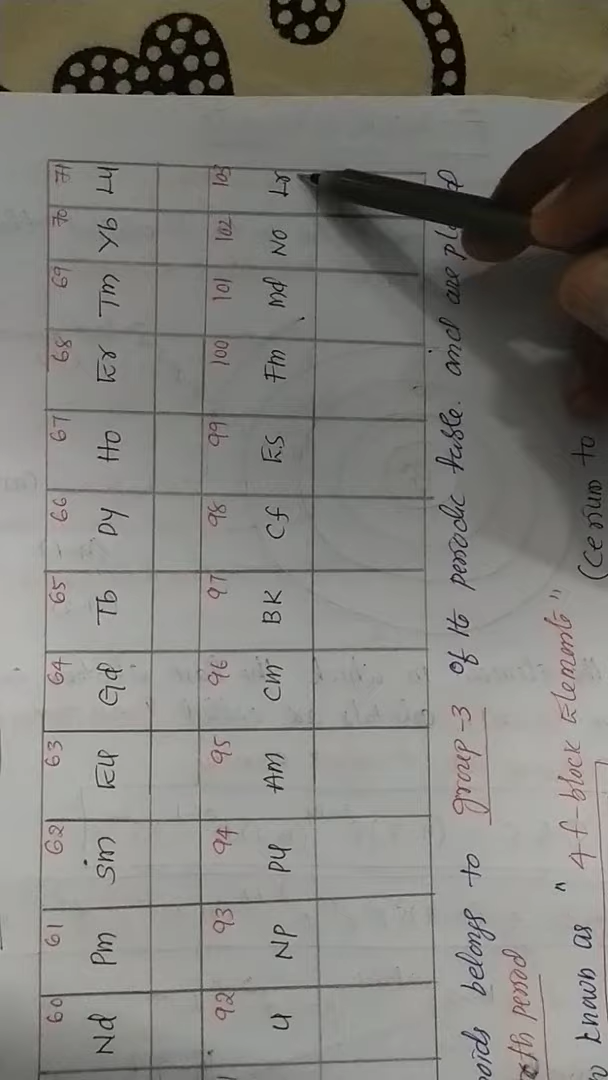 60 61 62 63 64 65 66 67 68 69 70 71
Nd Pm Sm Eu Gd Tb Dy Ho Er Tm Yb Lu
92 93 94 95 96 97 98 99 100 101 102 103
U NP PU AM Cm BK Cf ES Fm md NO Lr
oids belongs to group-3 of the periodic table. and are
th period
known as " 4f-block Elements" (Cerium to